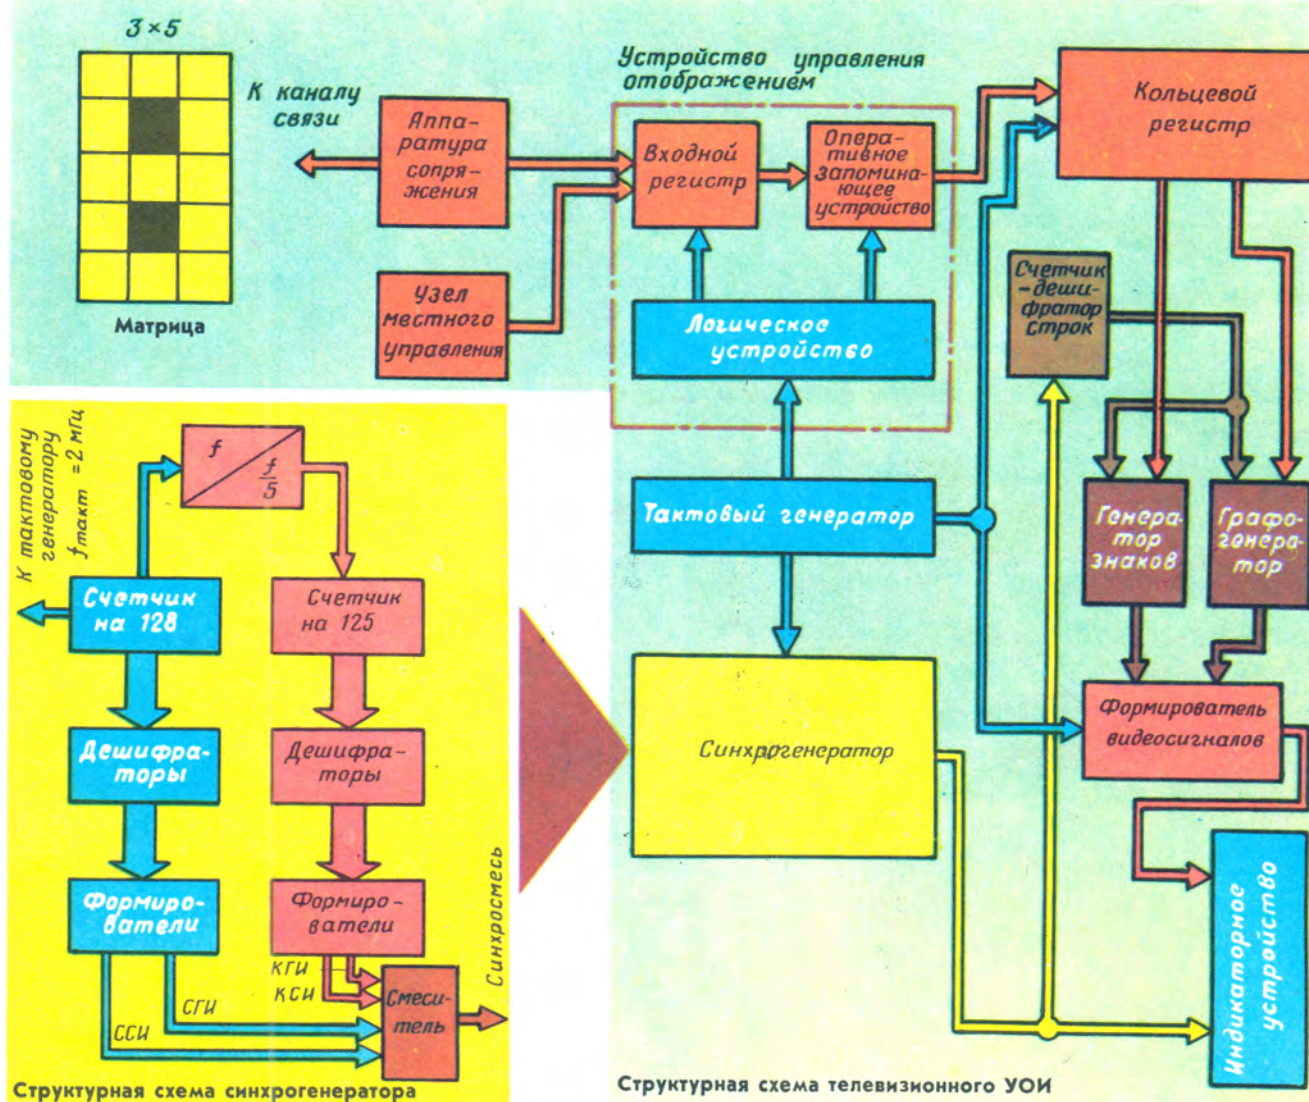 3×5
Матрица
К каналу
связи
Аппа-
ратура
сопря-
жения
Узел
местного
управления
Устройство управления
отображением
Входной
регистр
Опера-
тивное
запоминаю-
щее
устройство
Логическое
устройство
Кольцевой
регистр
Счетчик
-деши-
фратор
строк
Тактовый генератор
Генера-
тор
знаков
Графо-
генера-
тор
Синхрогенератор
Формирователь
видеосигналов
Индикаторное
устройство
Структурная схема телевизионного УОИ
К тактовому
генератору
fтакт = 2 мГц
f
f/5
Счетчик
на 128
Счетчик
на 125
Дешифра-
торы
Дешифра-
торы
Формиро-
ватели
Формиро-
ватели
КГИ
КСИ
СГИ
ССИ
Смеси-
тель
Синхросмесь
Структурная схема синхрогенератора